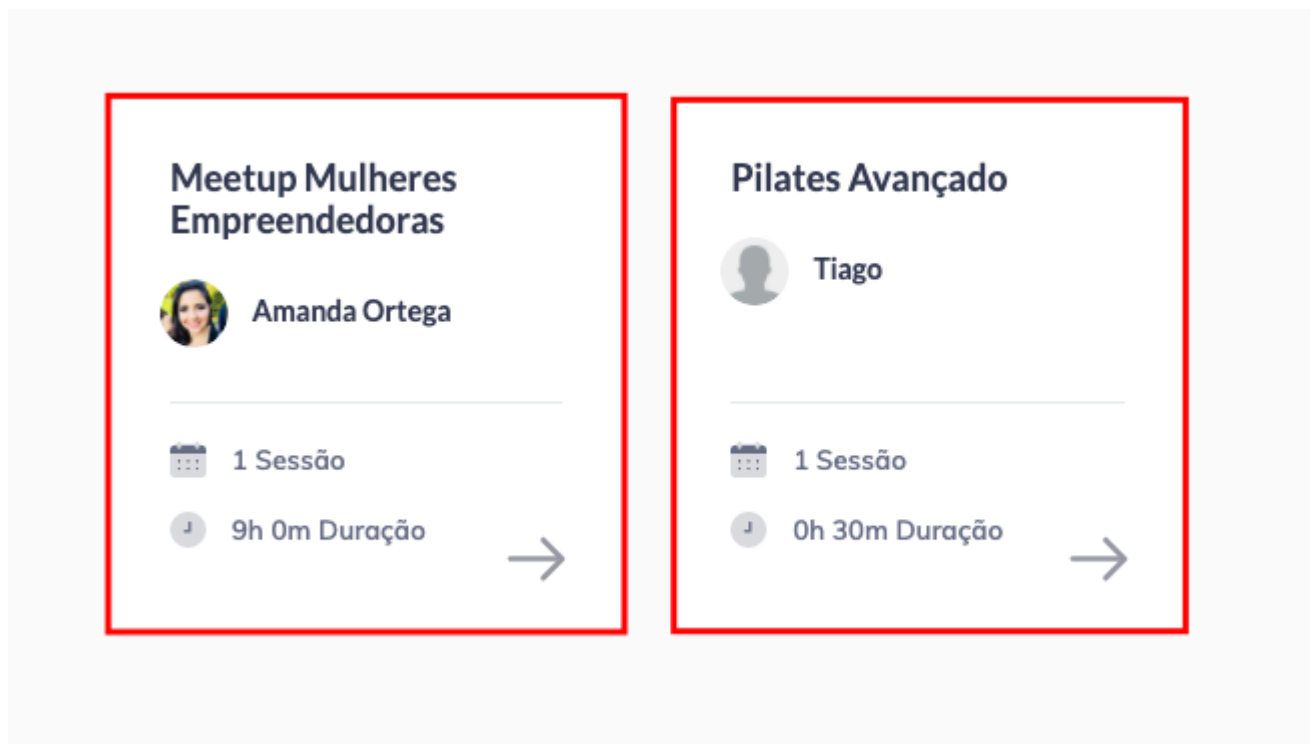 Meetup Mulheres
Empreendedoras
Amanda Ortega
1 Sessão
9h 0m Duração
Pilates Avançado
Tiago
1 Sessão
0h 30m Duração